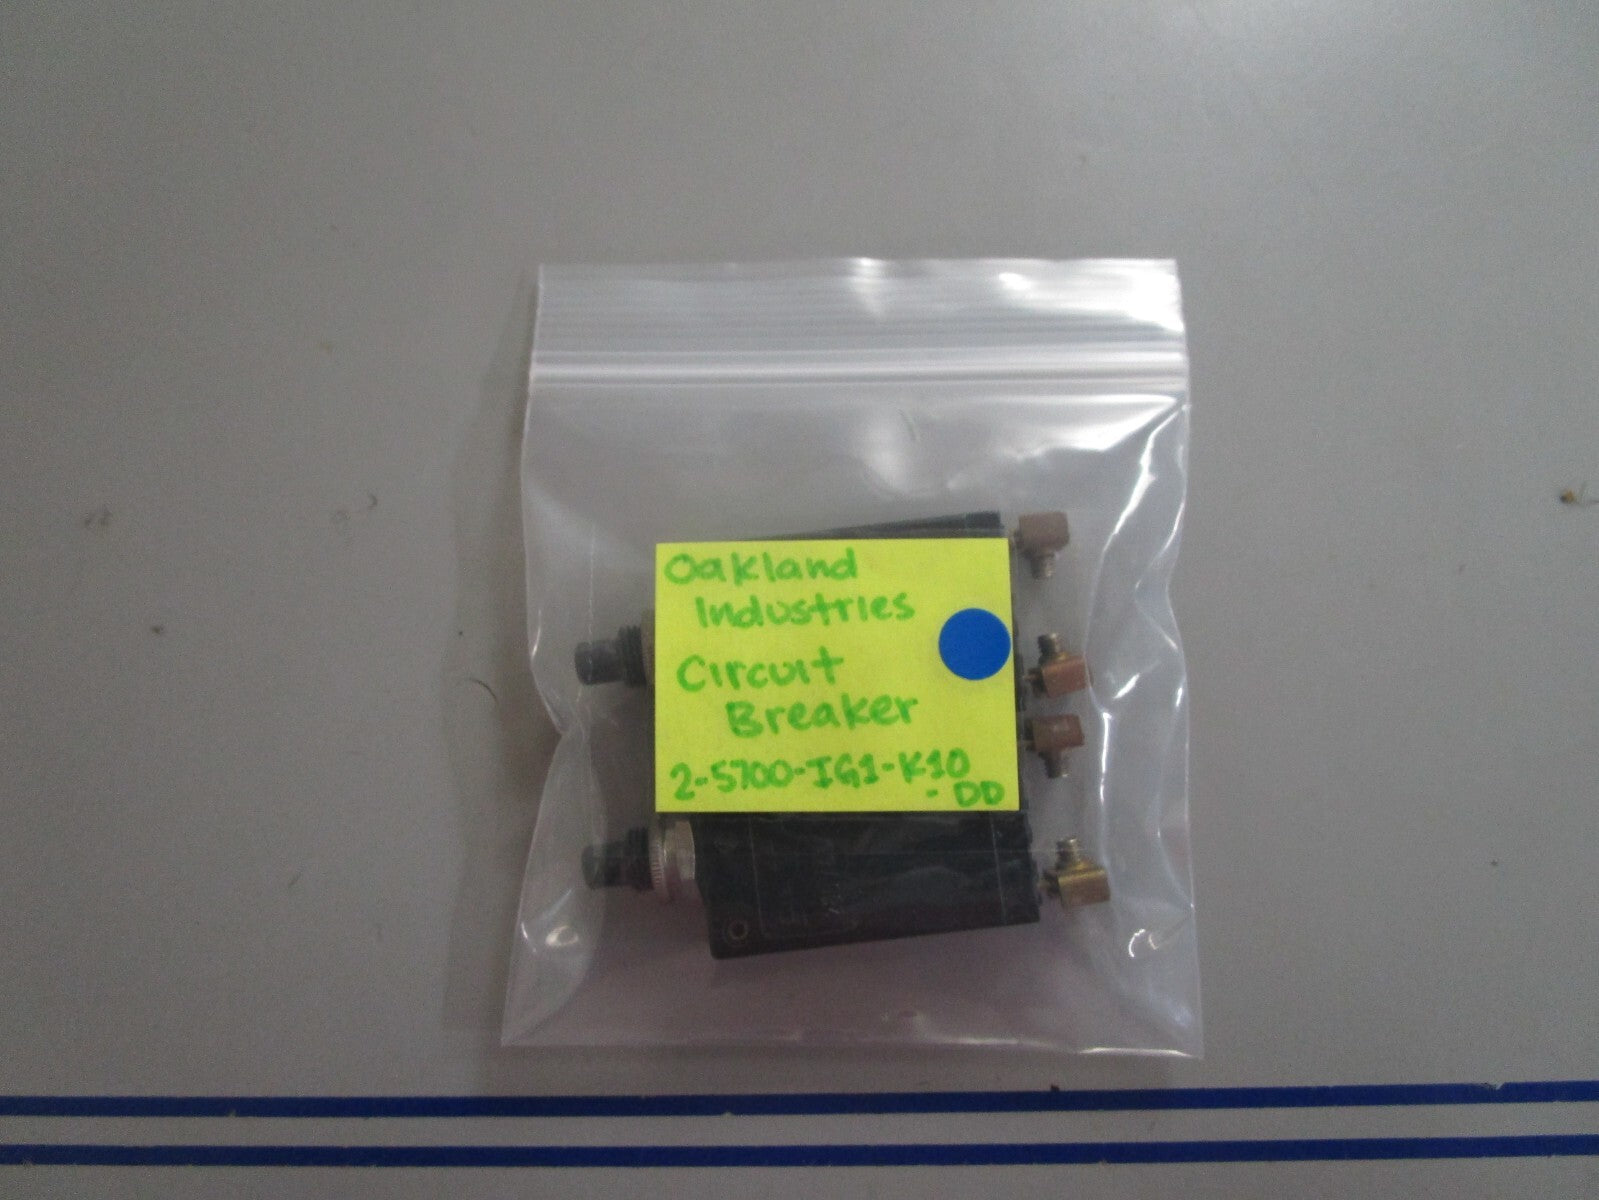 Oakland
Industries
Circuit
Breaker
2-5700-IG1-K10
-DD